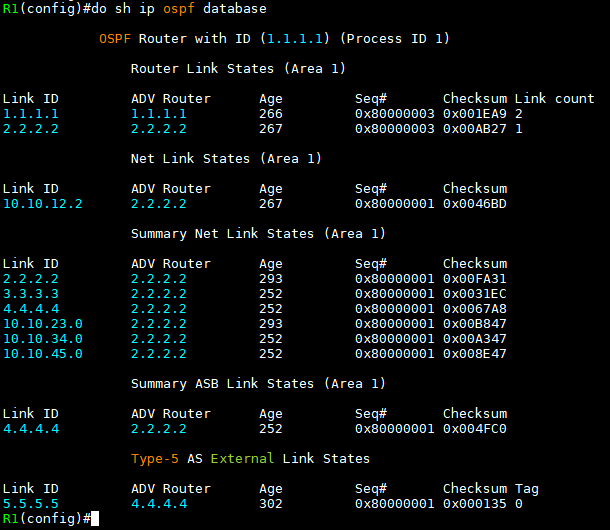 R1(config)#do sh ip ospf database
OSPF Router with ID (1.1.1.1) (Process ID 1)
Router Link States (Area 1)
Link ID ADV Router Age Seq# Checksum Link count
1.1.1.1 1.1.1.1 266 0x80000003 0x001EA9 2
2.2.2.2 2.2.2.2 267 0x80000003 0x00AB27 1
Net Link States (Area 1)
Link ID ADV Router Age Seq# Checksum
10.10.12.2 2.2.2.2 267 0x80000001 0x0046BD
Summary Net Link States (Area 1)
Link ID ADV Router Age Seq# Checksum
2.2.2.2 2.2.2.2 293 0x80000001 0x00FA31
3.3.3.3 2.2.2.2 252 0x80000001 0x0031EC
4.4.4.4 2.2.2.2 252 0x80000001 0x0067A8
10.10.23.0 2.2.2.2 293 0x80000001 0x00B847
10.10.34.0 2.2.2.2 252 0x80000001 0x00A347
10.10.45.0 2.2.2.2 252 0x80000001 0x008E47
Summary ASB Link States (Area 1)
Link ID ADV Router Age Seq# Checksum
4.4.4.4 2.2.2.2 252 0x80000001 0x004FC0
Type-5 AS External Link States
Link ID ADV Router Age Seq# Checksum Tag
5.5.5.5 4.4.4.4 302 0x80000001 0x000135 0
R1(config)#